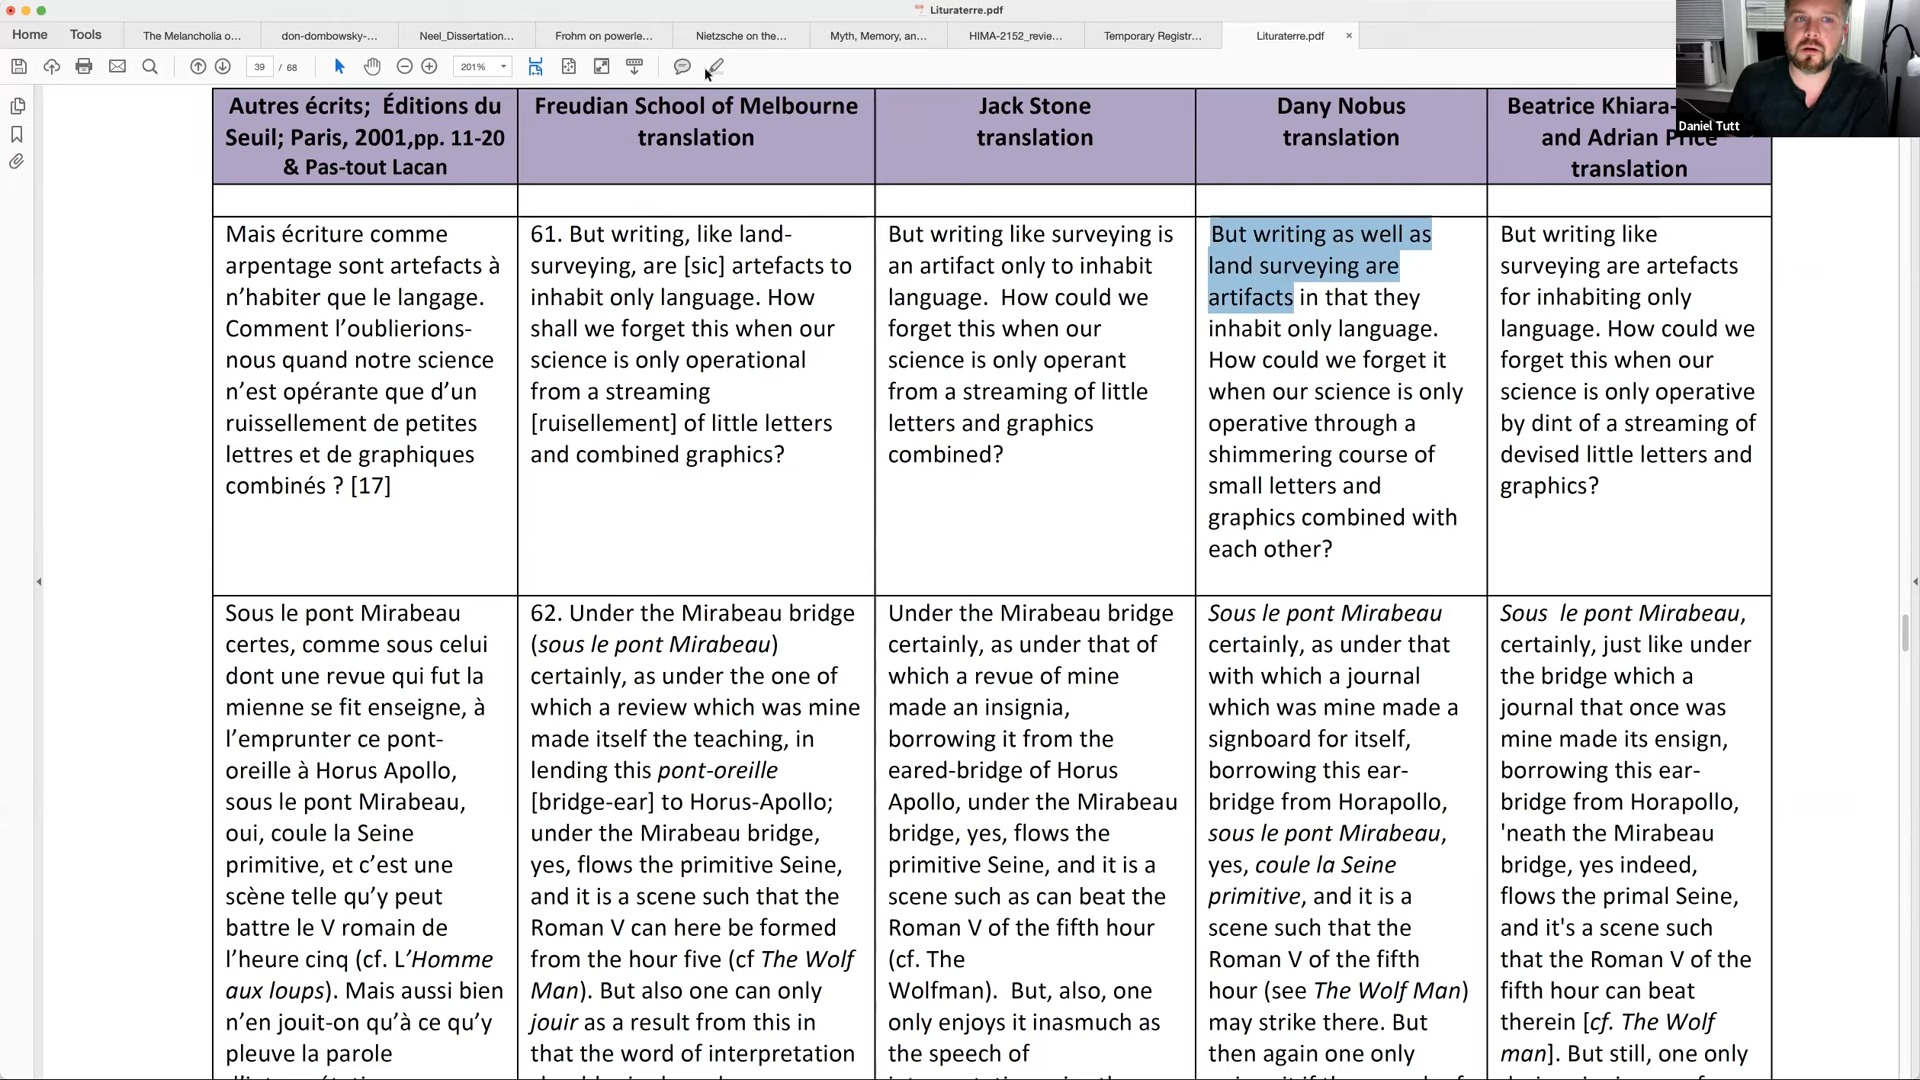 Lituraterre.pdf
Home
Tools
The Melancholia o...
don-dombowsky-...
Neel_Dissertation...
Frohm on powerle...
Nietzsche on the...
Myth, Memory, an...
HIMA-2152_revie...
Temporary Registr...
Lituraterre.pdf
39 / 68
201%
Daniel Tutt
Autres écrits; Éditions du
Seuil; Paris, 2001,pp. 11-20
& Pas-tout Lacan
Freudian School of Melbourne
translation
Jack Stone
translation
Dany Nobus
translation
Beatrice Khiara-
and Adrian Price
translation
Mais écriture comme
arpentage sont artefacts à
n’habiter que le langage.
Comment l’oublierions-
nous quand notre science
n’est opérante que d’un
ruissellement de petites
lettres et de graphiques
combinés ? [17]
61. But writing, like land-
surveying, are [sic] artefacts to
inhabit only language. How
shall we forget this when our
science is only operational
from a streaming
[ruisellement] of little letters
and combined graphics?
But writing like surveying is
an artifact only to inhabit
language. How could we
forget this when our
science is only operant
from a streaming of little
letters and graphics
combined?
But writing as well as
land surveying are
artifacts in that they
inhabit only language.
How could we forget it
when our science is only
operative through a
shimmering course of
small letters and
graphics combined with
each other?
But writing like
surveying are artefacts
for inhabiting only
language. How could we
forget this when our
science is only operative
by dint of a streaming of
devised little letters and
graphics?
Sous le pont Mirabeau
certes, comme sous celui
dont une revue qui fut la
mienne se fit enseigne, à
l’emprunter ce pont-
oreille à Horus Apollo,
sous le pont Mirabeau,
oui, coule la Seine
primitive, et c’est une
scène telle qu’y peut
battre le V romain de
l’heure cinq (cf. L’Homme
aux loups). Mais aussi bien
n’en jouit-on qu’à ce qu’y
pleuve la parole
62. Under the Mirabeau bridge
(sous le pont Mirabeau)
certainly, as under the one of
which a review which was mine
made itself the teaching, in
lending this pont-oreille
[bridge-ear] to Horus-Apollo;
under the Mirabeau bridge,
yes, flows the primitive Seine,
and it is a scene such that the
Roman V can here be formed
from the hour five (cf The Wolf
Man). But also one can only
jouir as a result from this in
that the word of interpretation
Under the Mirabeau bridge
certainly, as under that of
which a revue of mine
made an insignia,
borrowing it from the
eared-bridge of Horus
Apollo, under the Mirabeau
bridge, yes, flows the
primitive Seine, and it is a
scene such as can beat the
Roman V of the fifth hour
(cf. The
Wolfman). But, also, one
only enjoys it inasmuch as
the speech of
Sous le pont Mirabeau
certainly, as under that
with which a journal
which was mine made a
signboard for itself,
borrowing this ear-
bridge from Horapollo,
sous le pont Mirabeau,
yes, coule la Seine
primitive, and it is a
scene such that the
Roman V of the fifth
hour (see The Wolf Man)
may strike there. But
then again one only
Sous le pont Mirabeau,
certainly, just like under
the bridge which a
journal that once was
mine made its ensign,
borrowing this ear-
bridge from Horapollo,
'neath the Mirabeau
bridge, yes indeed,
flows the primal Seine,
and it's a scene such
that the Roman V of the
fifth hour can beat
therein [cf. The Wolf
man]. But still, one only